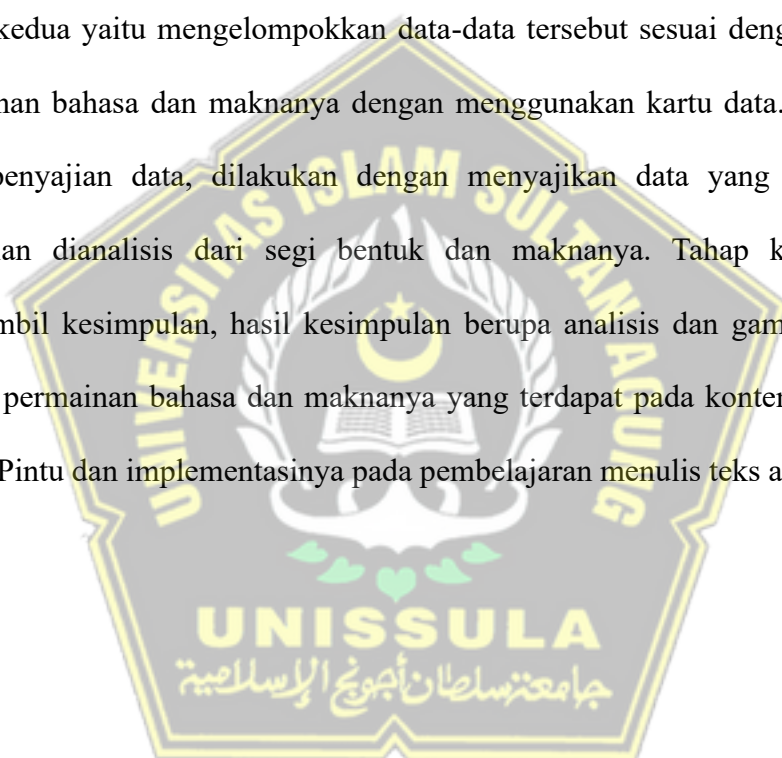 kedua yaitu mengelompokkan data-data tersebut sesuai deng
nan bahasa dan maknanya dengan menggunakan kartu data.
penyajian data, dilakukan dengan menyajikan data yang
an dianalisis dari segi bentuk dan maknanya. Tahap k
mbil kesimpulan, hasil kesimpulan berupa analisis dan gam
permainan bahasa dan maknanya yang terdapat pada konten
Pintu dan implementasinya pada pembelajaran menulis teks a
UNIVERSITAS ISLAM SULTAN AGUNG
UNISSULA
جامعنسلطان أجونج الإسلامية